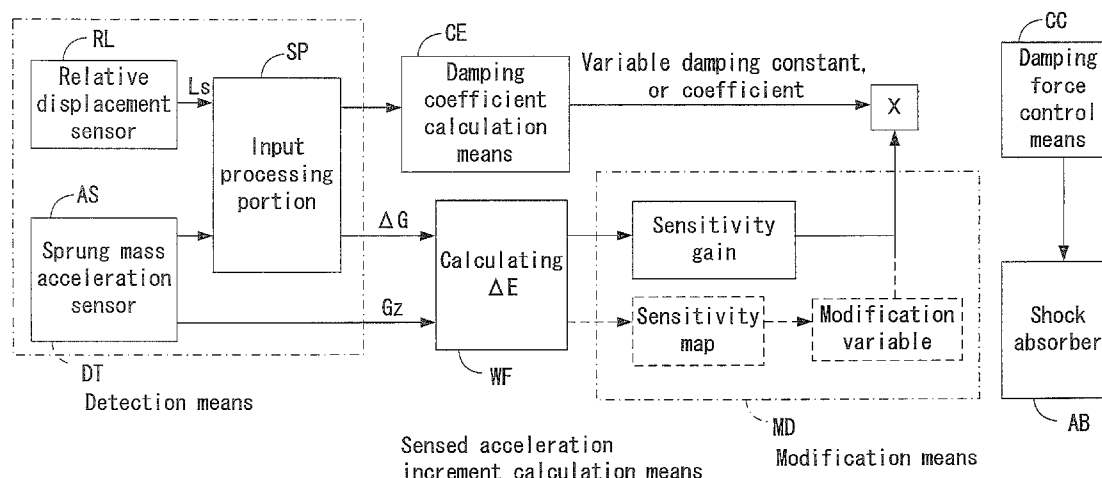 RL
Relative
displacement
sensor
Ls
SP
Input
processing
portion
CE
Damping
coefficient
calculation
means
Variable damping constant,
or coefficient
X
CC
Damping
force
control
means
AS
Sprung mass
acceleration
sensor
ΔG
Gz
Calculating
ΔE
Sensitivity
gain
Sensitivity
map
Modification
variable
Shock
absorber
DT
Detection means
WF
Sensed acceleration
increment calculation means
MD
Modification means
AB